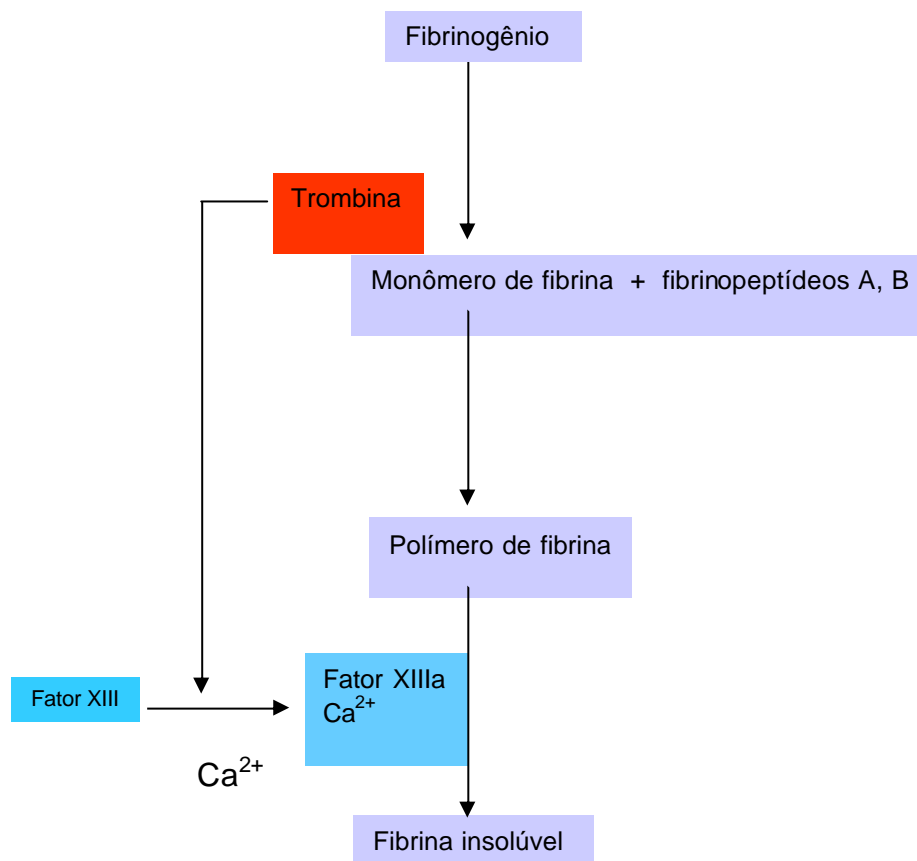 Fibrinogênio
Trombina
Monômero de fibrina + fibrinopeptídeos A, B
Polímero de fibrina
Fator XIII
Fator XIIIa
Ca²⁺
Ca²⁺
Fibrina insolúvel